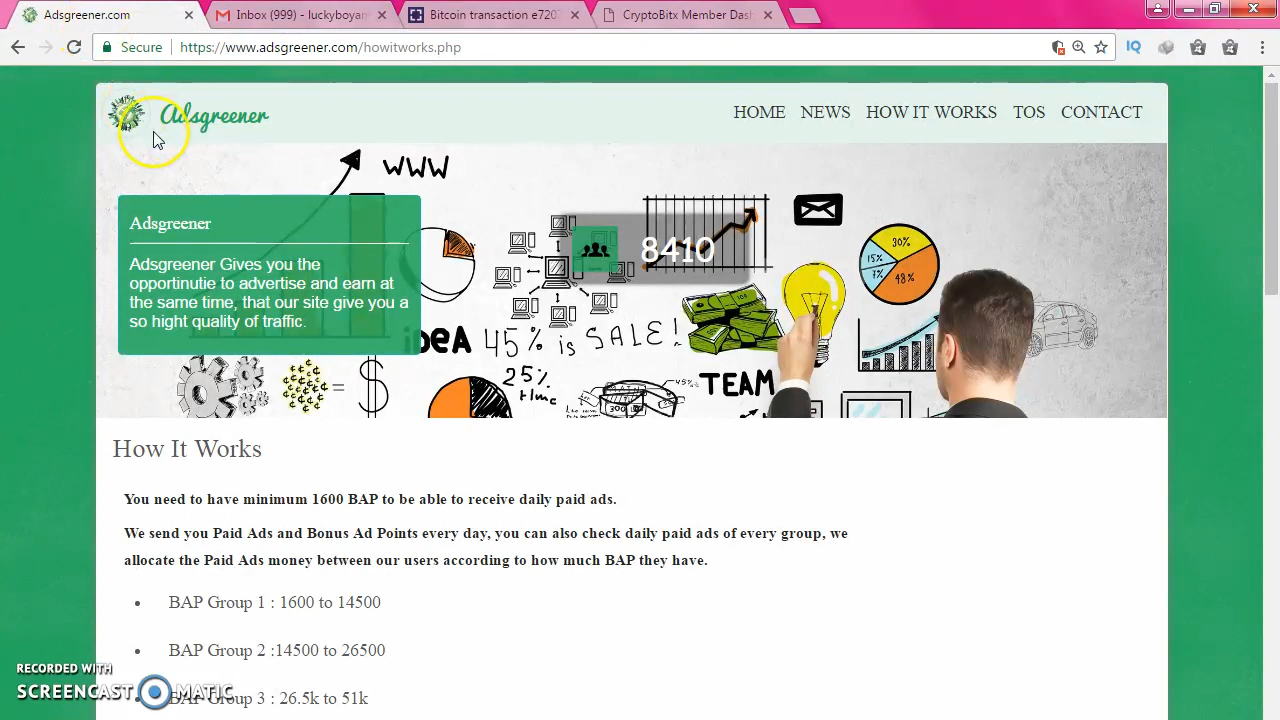 Adsgreener.com
Inbox (999) - luckyboyan
Bitcoin transaction e7207
CryptoBitx Member Das
Secure
https://www.adsgreener.com/howitworks.php
IQ
Adsgreener
HOME NEWS HOW IT WORKS TOS CONTACT
WWW
Adsgreener
Adsgreener Gives you the
opportinutie to advertise and earn at
the same time, that our site give you a
so hight quality of traffic.
8410
30%
15%
7%
48%
iDEA 45% is SALE!
25%
time
TEAM
= $
How It Works
You need to have minimum 1600 BAP to be able to receive daily paid ads.
We send you Paid Ads and Bonus Ad Points every day, you can also check daily paid ads of every group, we
allocate the Paid Ads money between our users according to how much BAP they have.
• BAP Group 1 : 1600 to 14500
• BAP Group 2 :14500 to 26500
• BAP Group 3 : 26.5k to 51k
RECORDED WITH
SCREENCAST MATIC